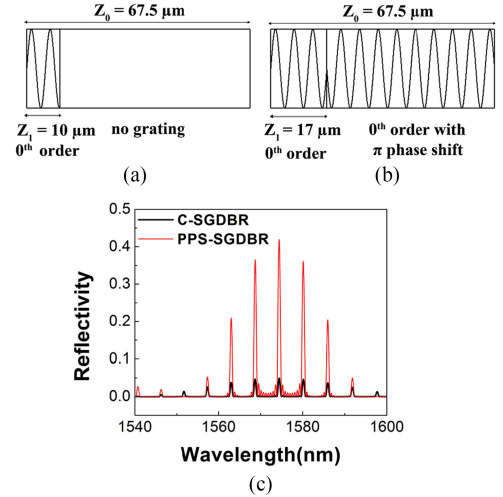 Z0 = 67.5 µm
Z1 = 10 µm
0th order
no grating
(a)
Z0 = 67.5 µm
Z1 = 17 µm
0th order
0th order with
π phase shift
(b)
C-SGDBR
PPS-SGDBR
Reflectivity
0.5
0.4
0.3
0.2
0.1
0.0
1540 1560 1580 1600
Wavelength(nm)
(c)